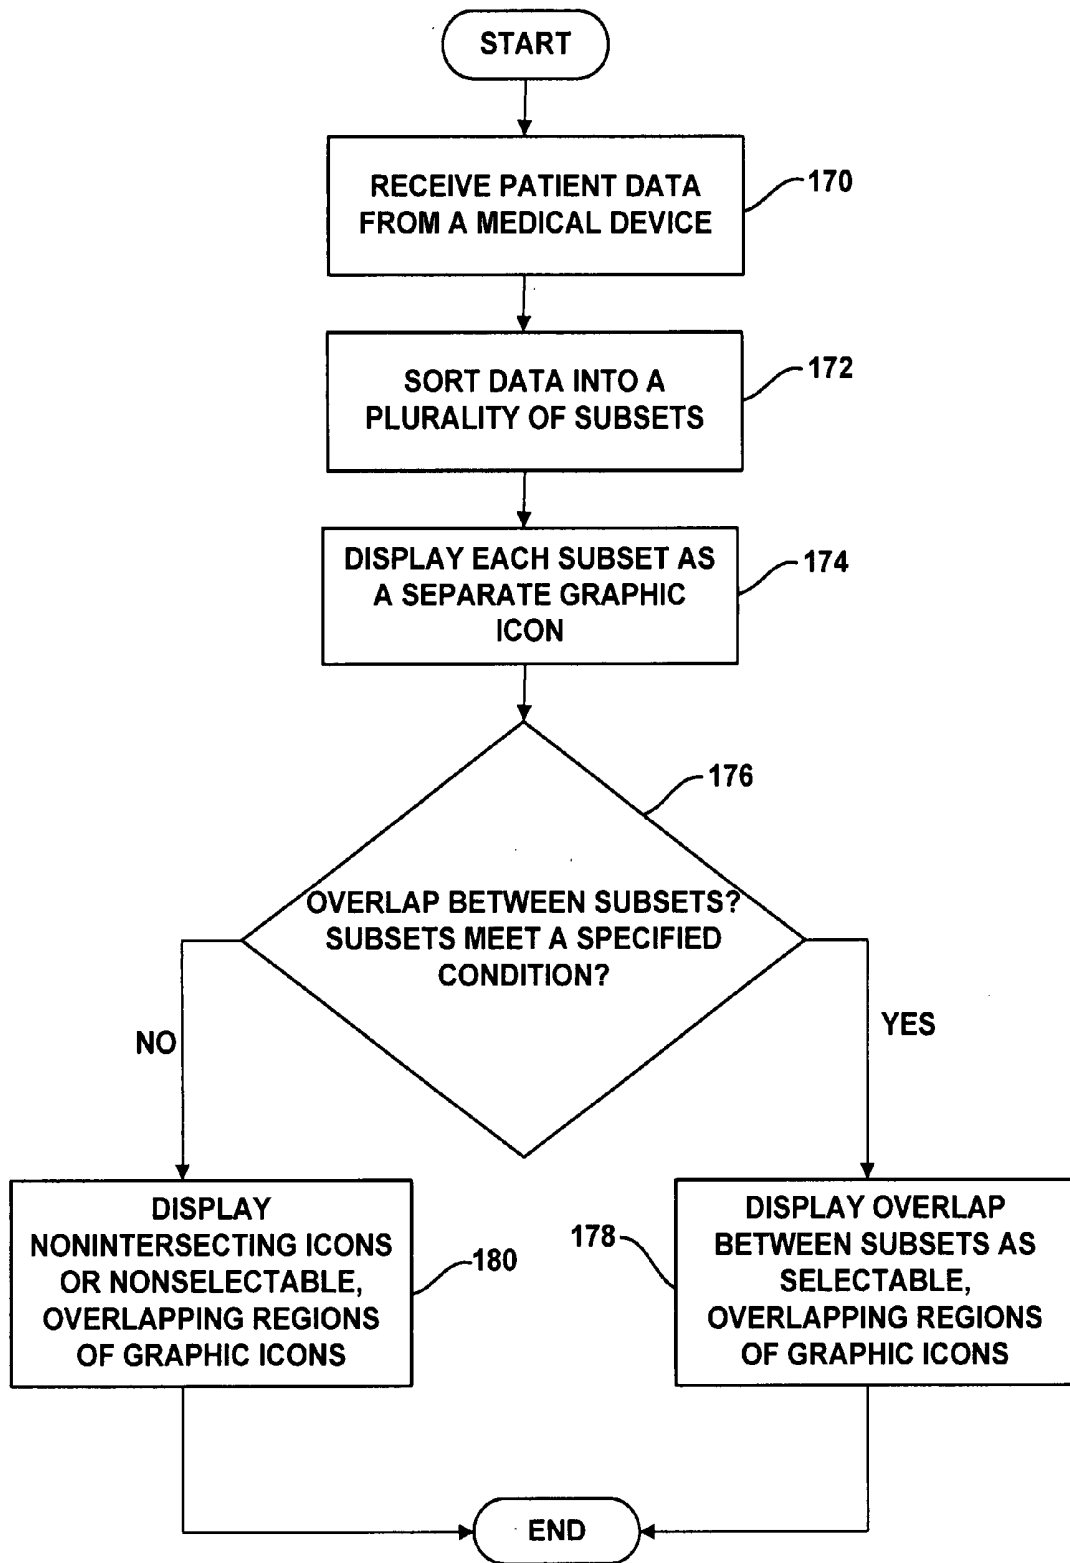 START
RECEIVE PATIENT DATA
FROM A MEDICAL DEVICE
170
SORT DATA INTO A
PLURALITY OF SUBSETS
172
DISPLAY EACH SUBSET AS
A SEPARATE GRAPHIC
ICON
174
176
OVERLAP BETWEEN SUBSETS?
SUBSETS MEET A SPECIFIED
CONDITION?
NO
YES
DISPLAY
NONINTERSECTING ICONS
OR NONSELECTABLE,
OVERLAPPING REGIONS
OF GRAPHIC ICONS
180
178
DISPLAY OVERLAP
BETWEEN SUBSETS AS
SELECTABLE,
OVERLAPPING REGIONS
OF GRAPHIC ICONS
END